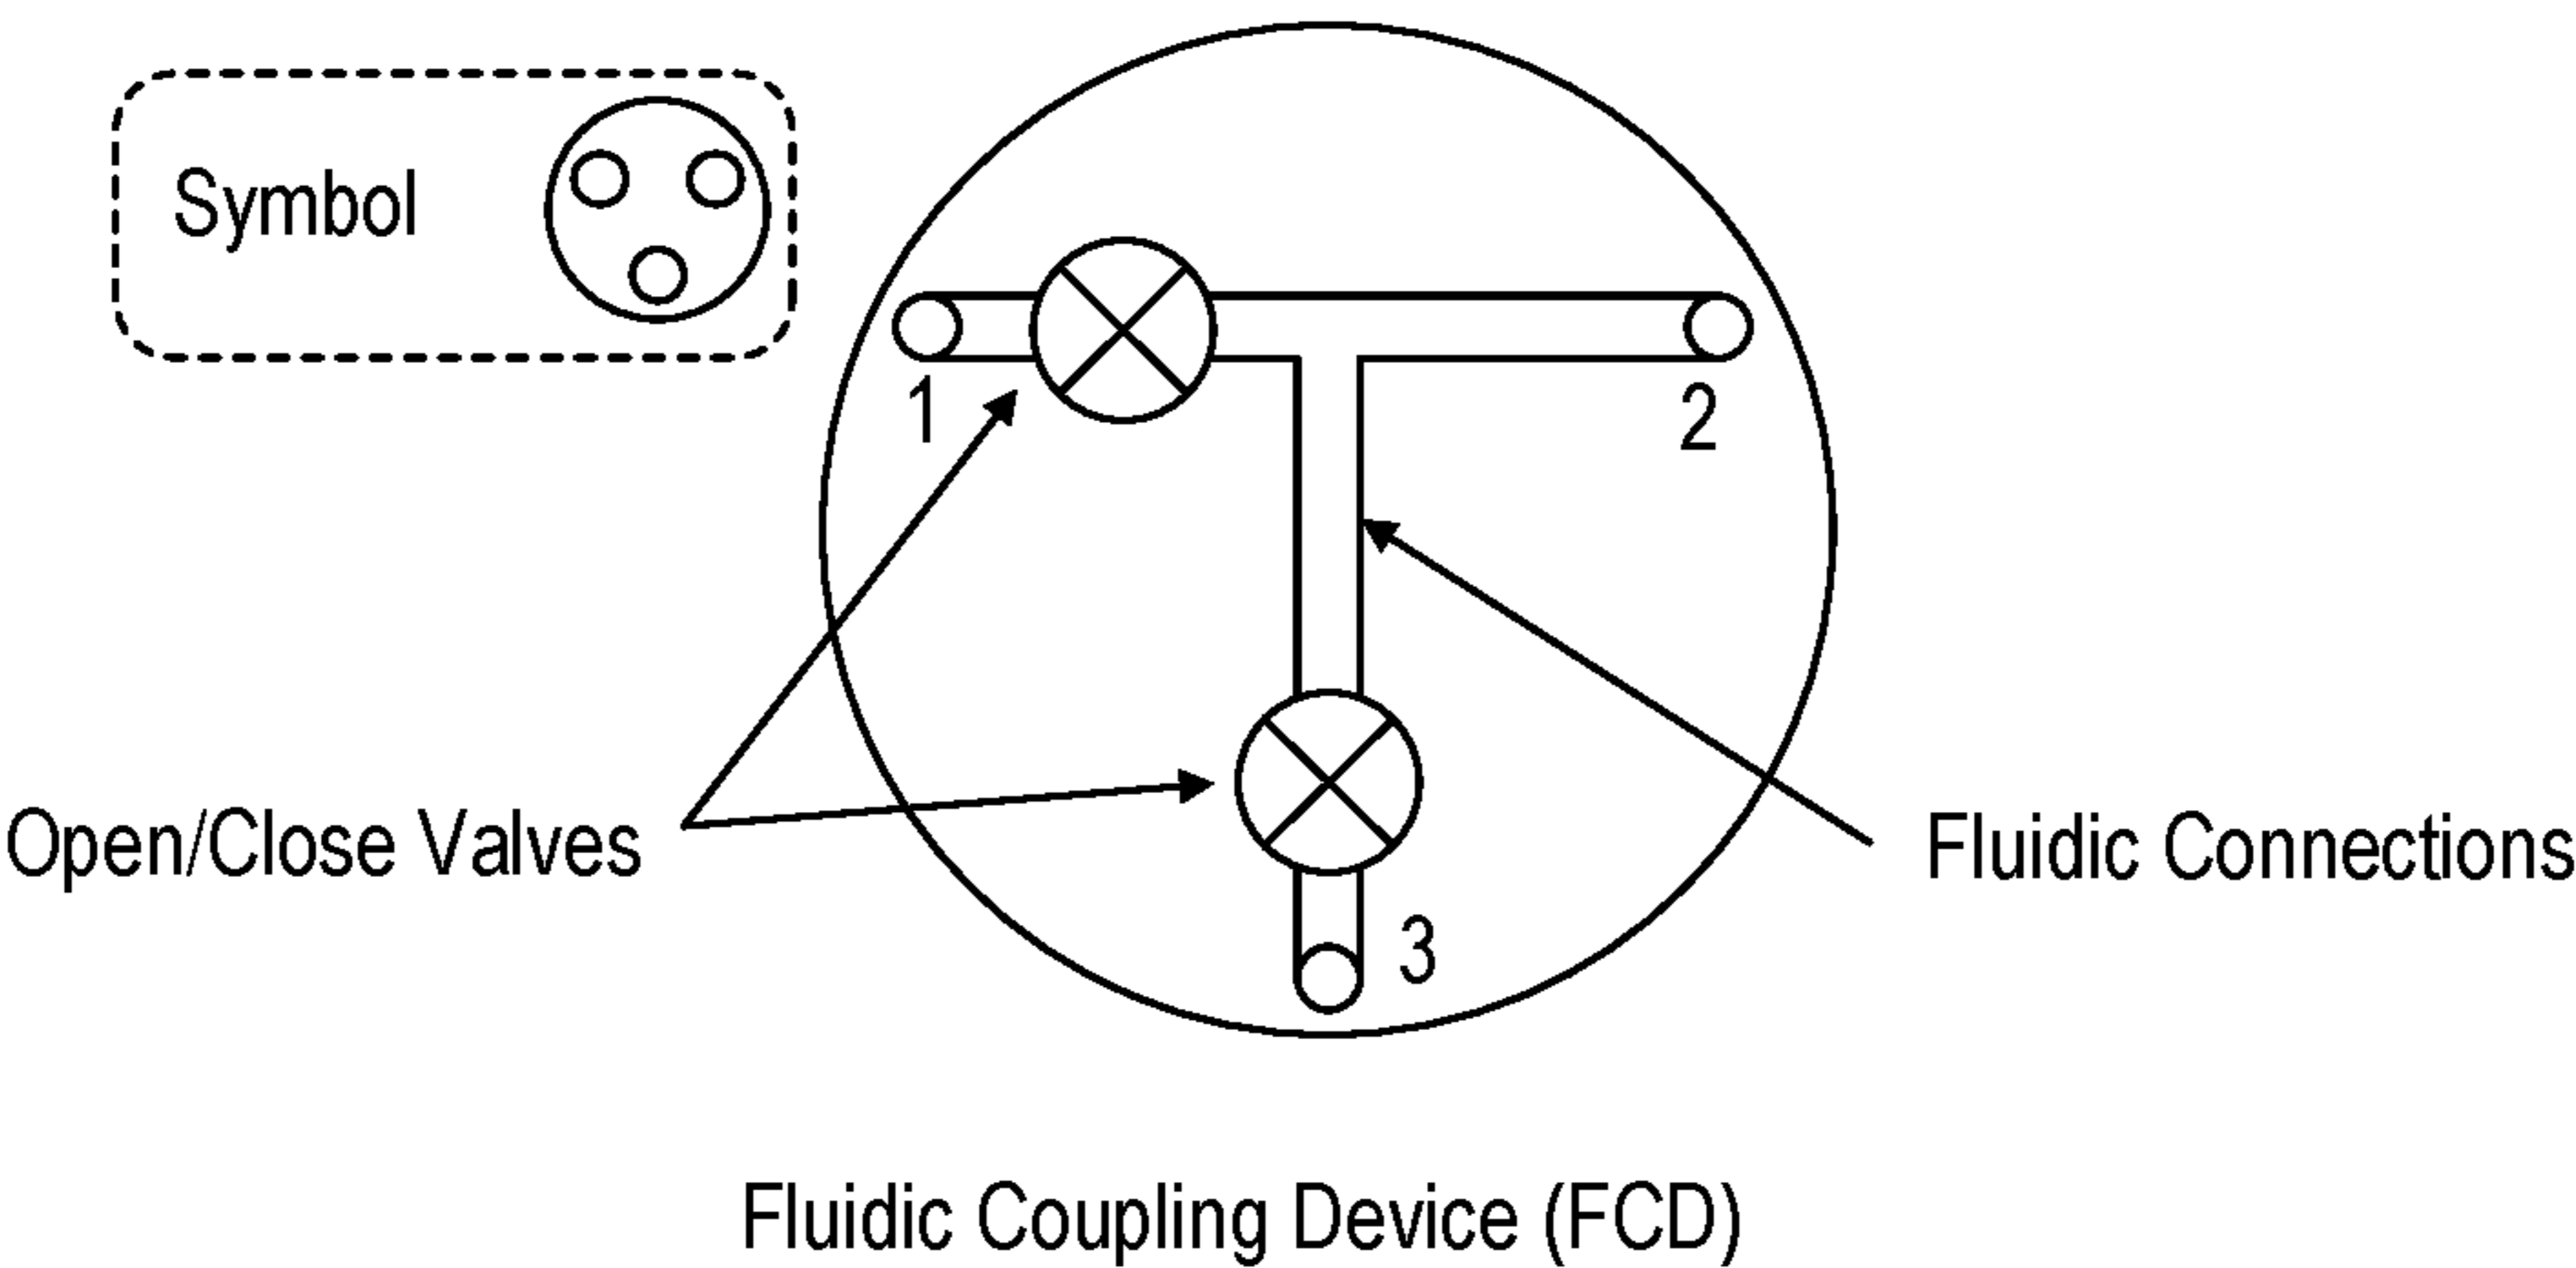 Symbol
1
2
Open/Close Valves
Fluidic Connections
3
Fluidic Coupling Device (FCD)